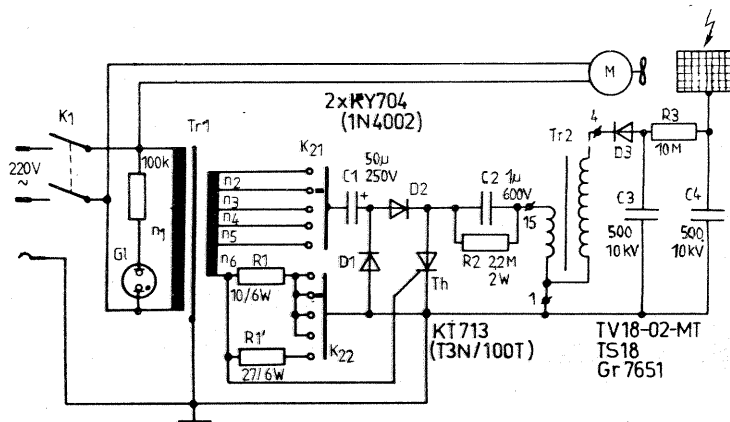 K1
220V
~
100k
n1
Gl
Tr1
n2
n3
n4
n5
n6
K21
K22
R1
10/6W
R1'
27/6W
2xKY704
(1N4002)
C1
50µ
250V
+
D1
D2
Th
KT713
(T3N/100T)
C2
1µ
600V
R2
2,2M
2W
15
1
Tr2
4
D3
R3
10M
C3
500
10kV
C4
500
10kV
M
TV18-02-MT
TS18
Gr 7651